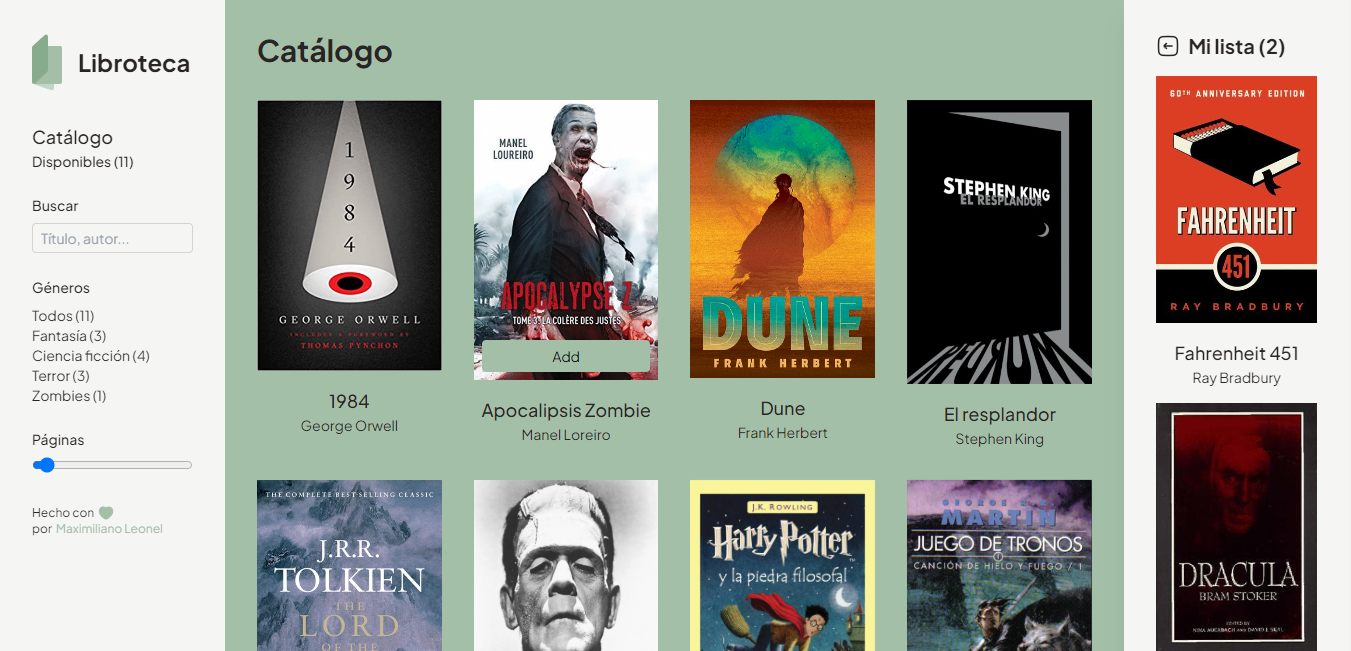 Libroteca
Catálogo
Disponibles (11)
Buscar
Título, autor...
Géneros
Todos (11)
Fantasía (3)
Ciencia ficción (4)
Terror (3)
Zombies (1)
Páginas
Hecho con
por Maximiliano Leonel
Catálogo
1
9
8
4
GEORGE ORWELL
INCLUDES A FOREWORD BY
THOMAS PYNCHON
1984
George Orwell
MANEL
LOUREIRO
APOCALYPSE Z
TOME 3: LA COLÈRE DES JUSTES
Add
Apocalipsis Zombie
Manel Loreiro
DUNE
FRANK HERBERT
Dune
Frank Herbert
STEPHEN KING
EL RESPLANDOR
REDRUM
El resplandor
Stephen King
THE COMPLETE BEST-SELLING CLASSIC
J.R.R.
TOLKIEN
THE
LORD
OF THE
J.K. ROWLING
Harry Potter
y la piedra filosofal
GEORGE R. R.
MARTIN
JUEGO DE TRONOS
CANCIÓN DE HIELO Y FUEGO / 1
Mi lista (2)
60TH ANNIVERSARY EDITION
FAHRENHEIT
451
RAY BRADBURY
Fahrenheit 451
Ray Bradbury
DRACULA
BRAM STOKER
EDITED BY
NINA AUERBACH AND DAVID J. SKAL